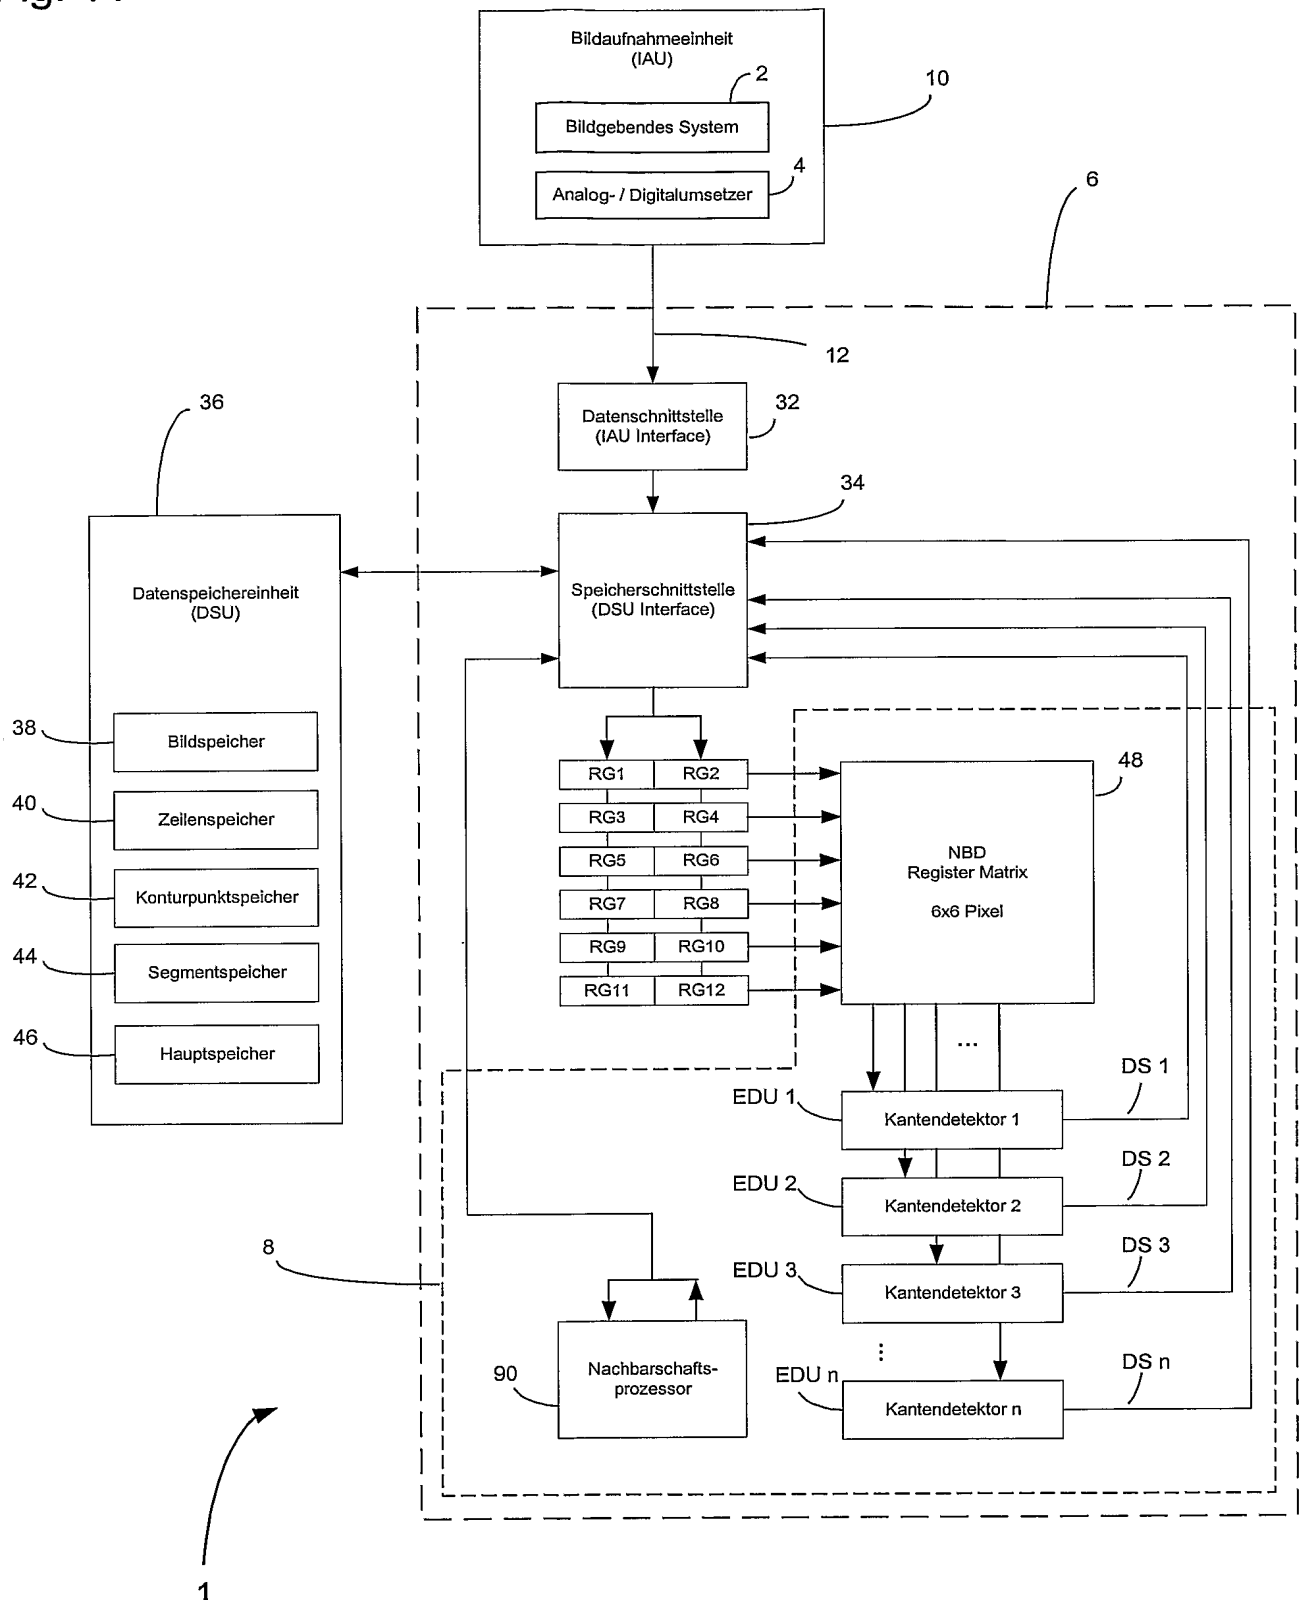 Bildaufnahmeeinheit
(IAU)
2
10
Bildgebendes System
4
Analog- / Digitalumsetzer
6
12
36
Datenschnittstelle
(IAU Interface)
32
34
Datenspeichereinheit
(DSU)
Speicherschnittstelle
(DSU Interface)
38
Bildspeicher
40
Zeilenspeicher
42
Konturpunktspeicher
44
Segmentspeicher
46
Hauptspeicher
RG1 RG2
RG3 RG4
RG5 RG6
RG7 RG8
RG9 RG10
RG11 RG12
48
NBD
Register Matrix
6x6 Pixel
...
EDU 1
Kantendetektor 1
DS 1
EDU 2
Kantendetektor 2
DS 2
EDU 3
Kantendetektor 3
DS 3
...
EDU n
Kantendetektor n
DS n
8
90
Nachbarschafts-
prozessor
1